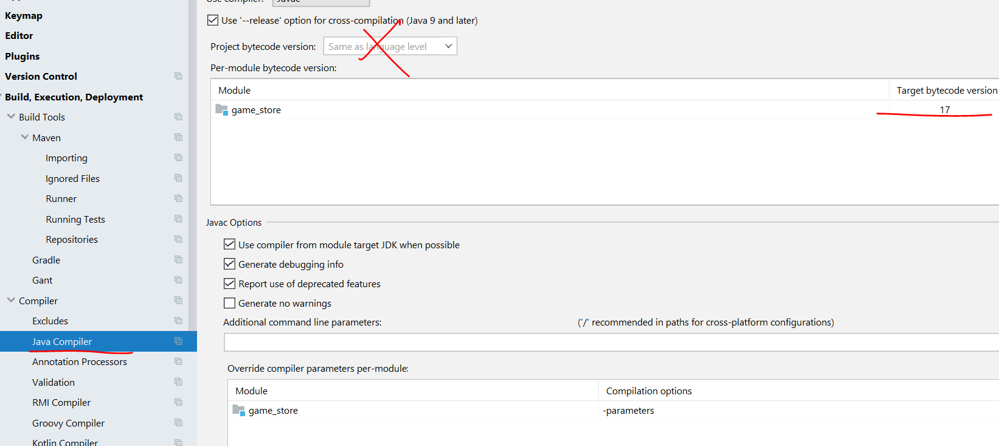 Keymap
Editor
Plugins
Version Control
Build, Execution, Deployment
Build Tools
Maven
Importing
Ignored Files
Runner
Running Tests
Repositories
Gradle
Gant
Compiler
Excludes
Java Compiler
Annotation Processors
Validation
RMI Compiler
Groovy Compiler
Kotlin Compiler
Use compiler: Javac
Use '--release' option for cross-compilation (Java 9 and later)
Project bytecode version: Same as language level
Per-module bytecode version:
Module Target bytecode version
game_store 17
Javac Options
Use compiler from module target JDK when possible
Generate debugging info
Report use of deprecated features
Generate no warnings
Additional command line parameters: ('/' recommended in paths for cross-platform configurations)
Override compiler parameters per-module:
Module Compilation options
game_store -parameters